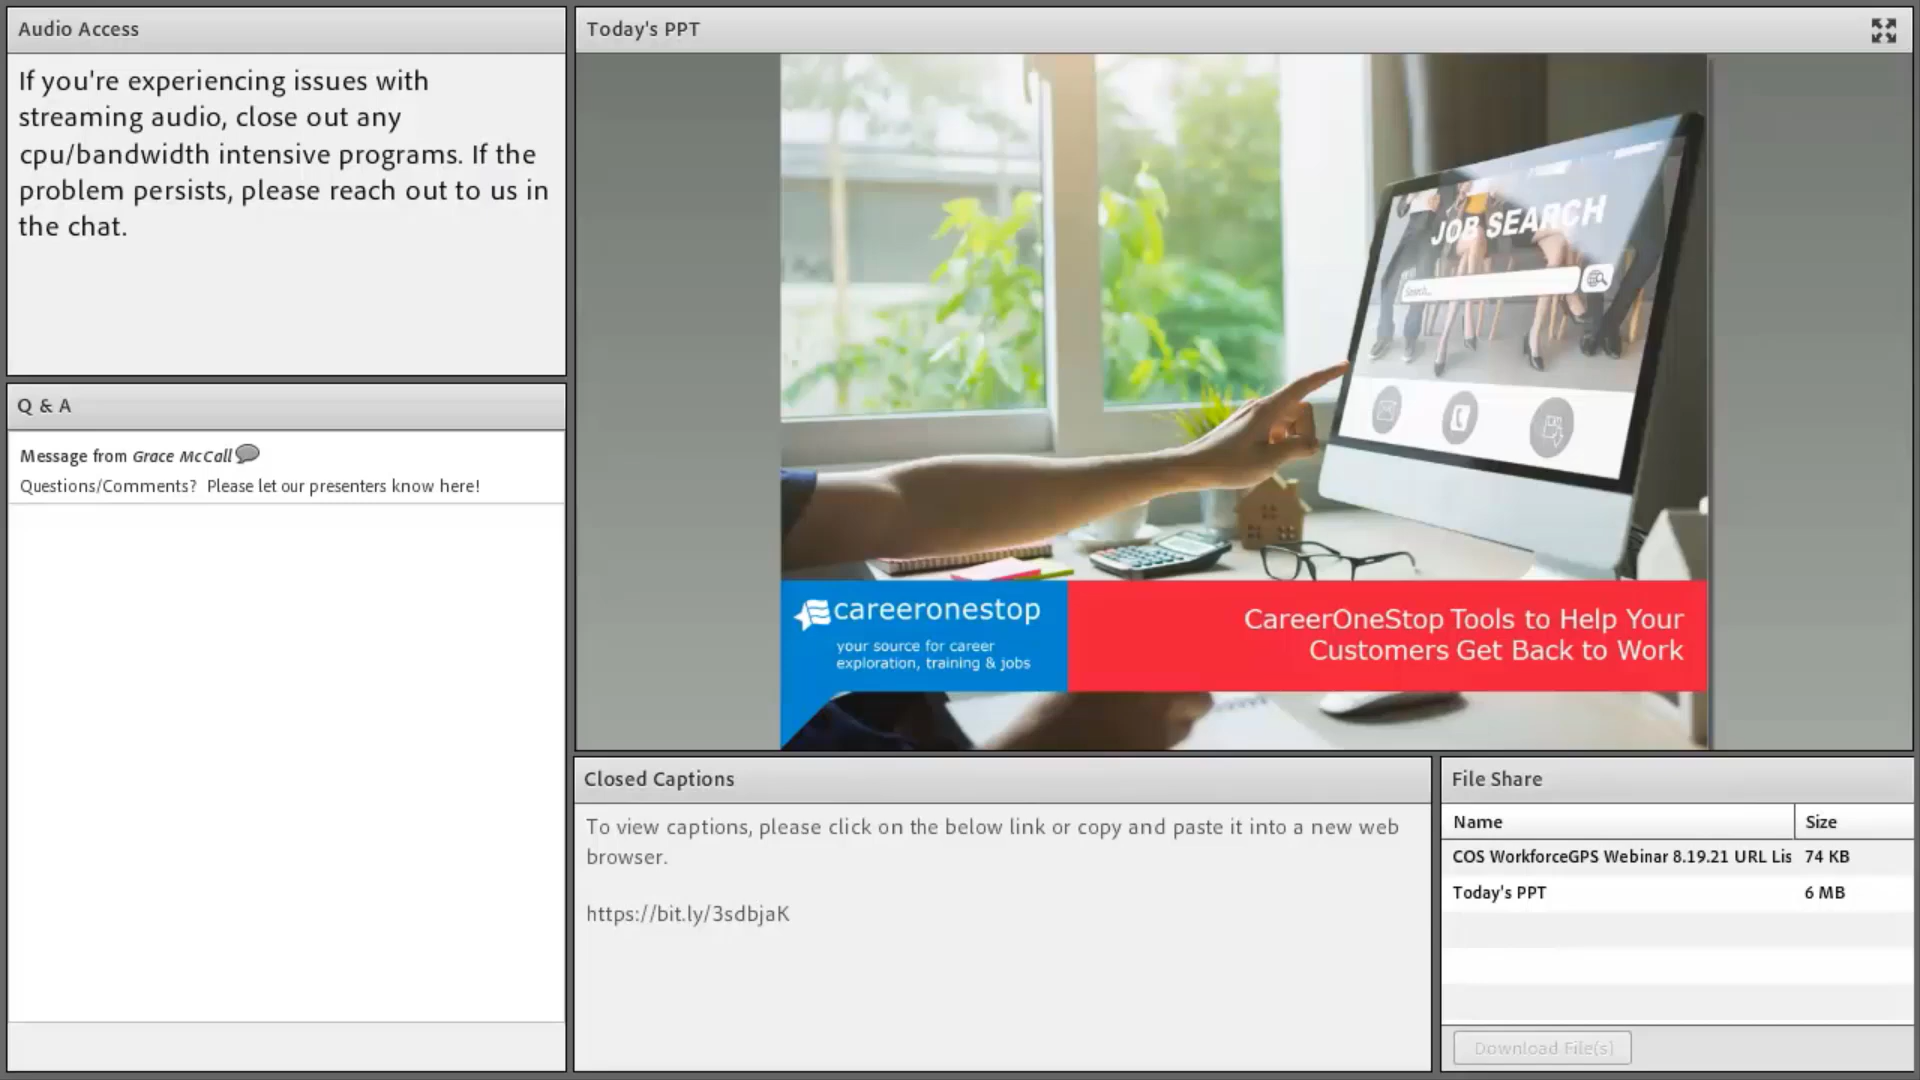 Audio Access
If you're experiencing issues with
streaming audio, close out any
cpu/bandwidth intensive programs. If the
problem persists, please reach out to us in
the chat.
Q & A
Message from Grace McCall
Questions/Comments? Please let our presenters know here!
Today's PPT
JOB SEARCH
Search...
careeronestop
your source for career
exploration, training & jobs
CareerOneStop Tools to Help Your
Customers Get Back to Work
Closed Captions
To view captions, please click on the below link or copy and paste it into a new web
browser.
https://bit.ly/3sdbjaK
File Share
Name Size
COS WorkforceGPS Webinar 8.19.21 URL Lis 74 KB
Today's PPT 6 MB
Download File(s)